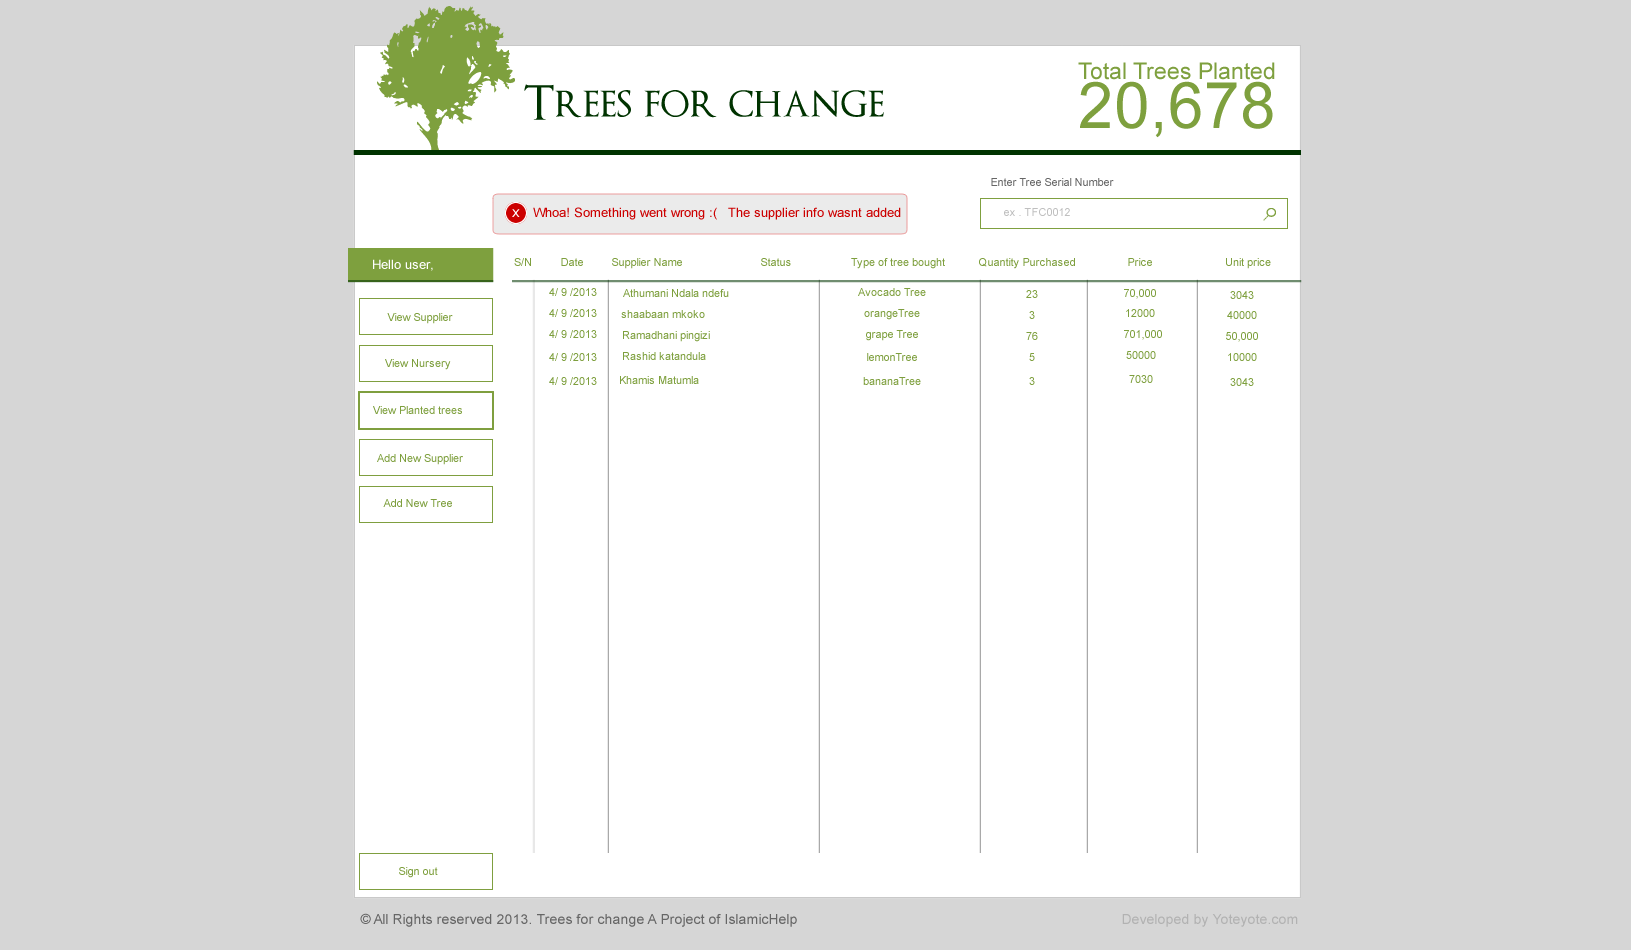 TREES FOR CHANGE
Total Trees Planted
20,678
Enter Tree Serial Number
ex . TFC0012
X Whoa! Something went wrong :( The supplier info wasnt added
Hello user,
View Supplier
View Nursery
View Planted trees
Add New Supplier
Add New Tree
Sign out
S/N Date Supplier Name Status Type of tree bought Quantity Purchased Price Unit price
4/ 9 /2013 Athumani Ndala ndefu Avocado Tree 23 70,000 3043
4/ 9 /2013 shaabaan mkoko orangeTree 3 12000 40000
4/ 9 /2013 Ramadhani pingizi grape Tree 76 701,000 50,000
4/ 9 /2013 Rashid katandula lemonTree 5 50000 10000
4/ 9 /2013 Khamis Matumla bananaTree 3 7030 3043
© All Rights reserved 2013. Trees for change A Project of IslamicHelp
Developed by Yoteyote.com